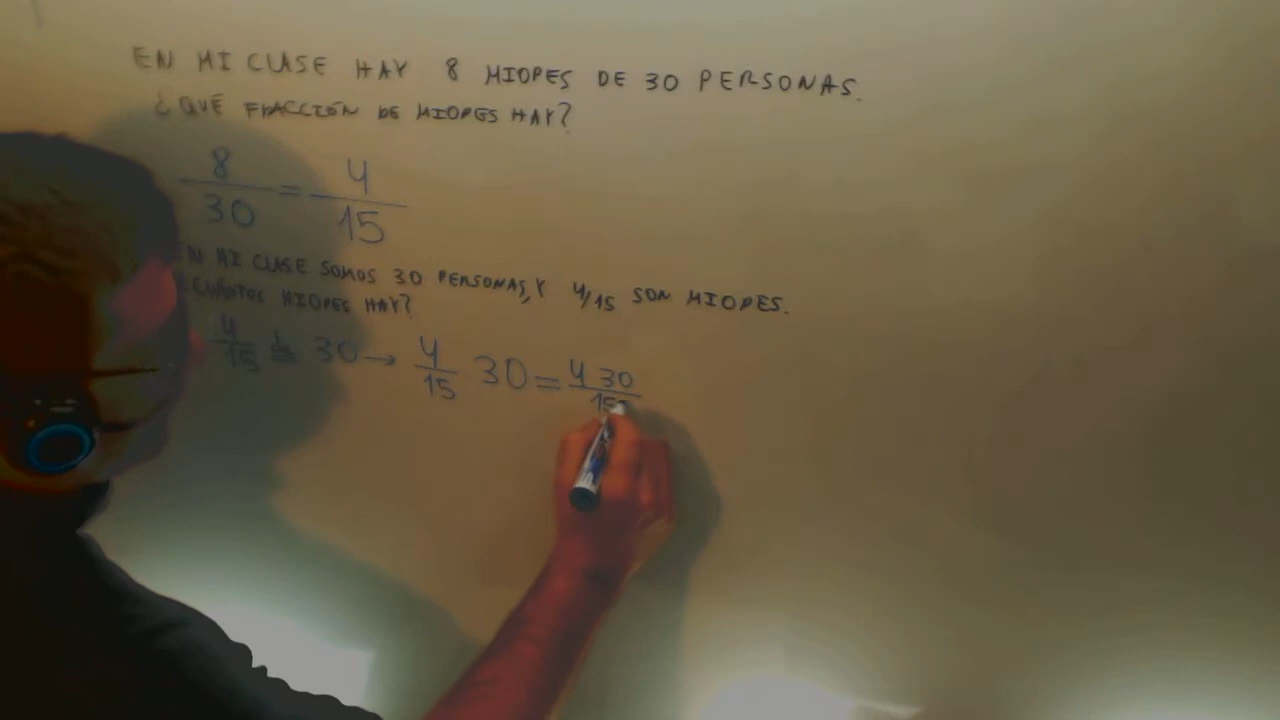 EN MI CLASE HAY 8 MIOPES DE 30 PERSONAS.
¿QUÉ FRACCIÓN DE MIOPES HAY?
8/30 = 4/15
EN MI CLASE SOMOS 30 PERSONAS, Y 4/15 SON MIOPES.
¿CUÁNTOS MIOPES HAY?
4/15 de 30 → 4/15 30 = 4 30/15